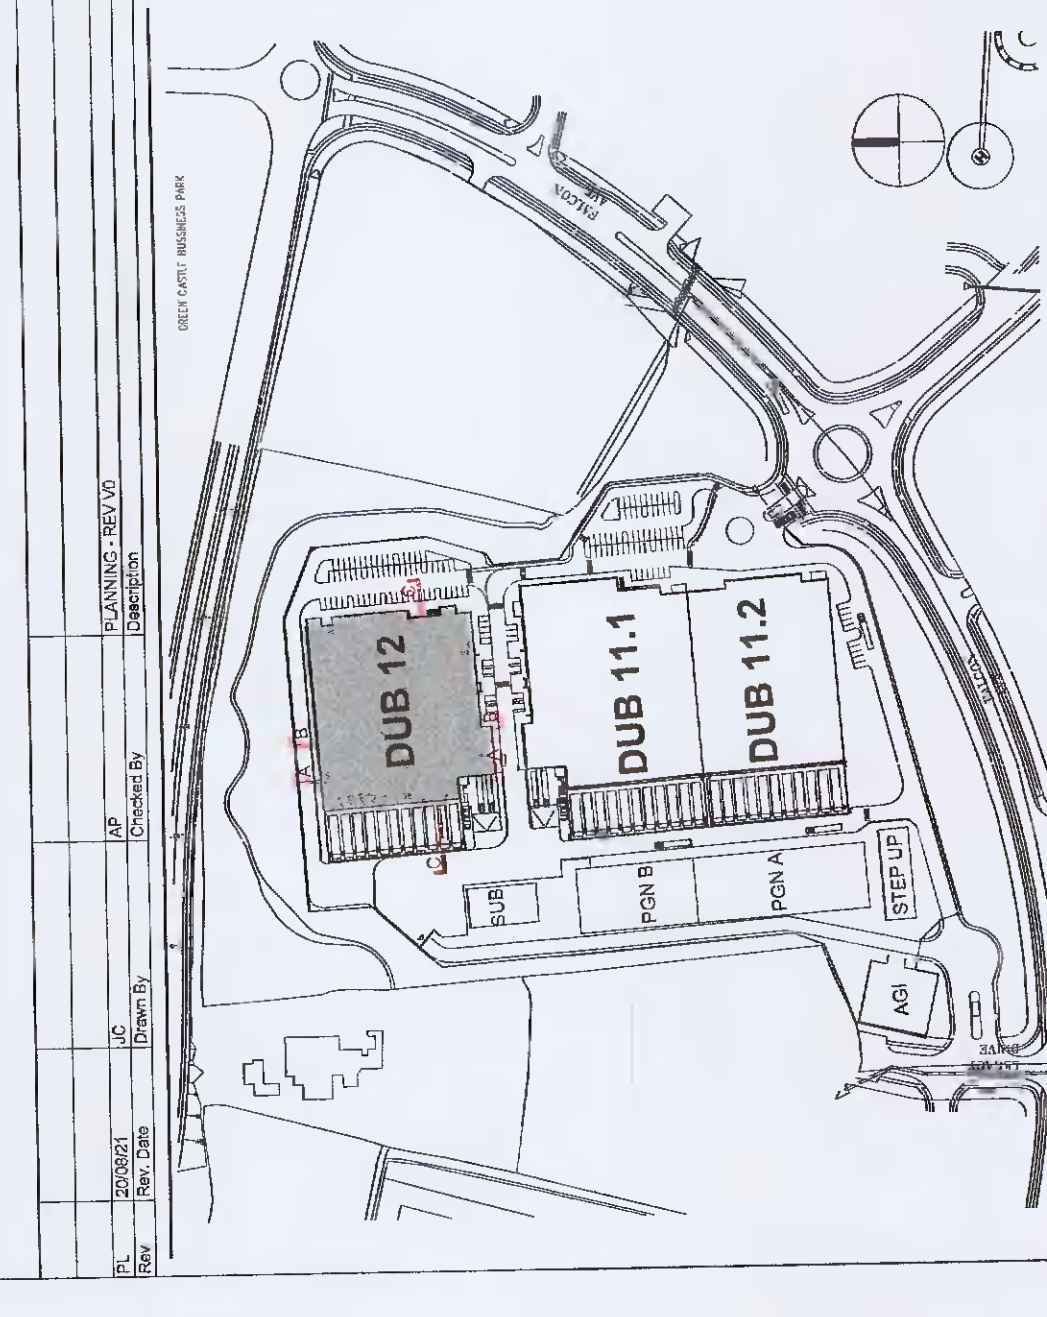 PL 20/08/21 JC AP PLANNING - REV V0
Rev Rev. Date Drawn By Checked By Description
GREEN CASTLE BUSSINESS PARK
FALCON
AVE
DUB 12
A
B
C
A
DUB 11.1
DUB 11.2
SUB
PGN B
PGN A
STEP UP
AGI
FALCON
LEGACY
DRIVE